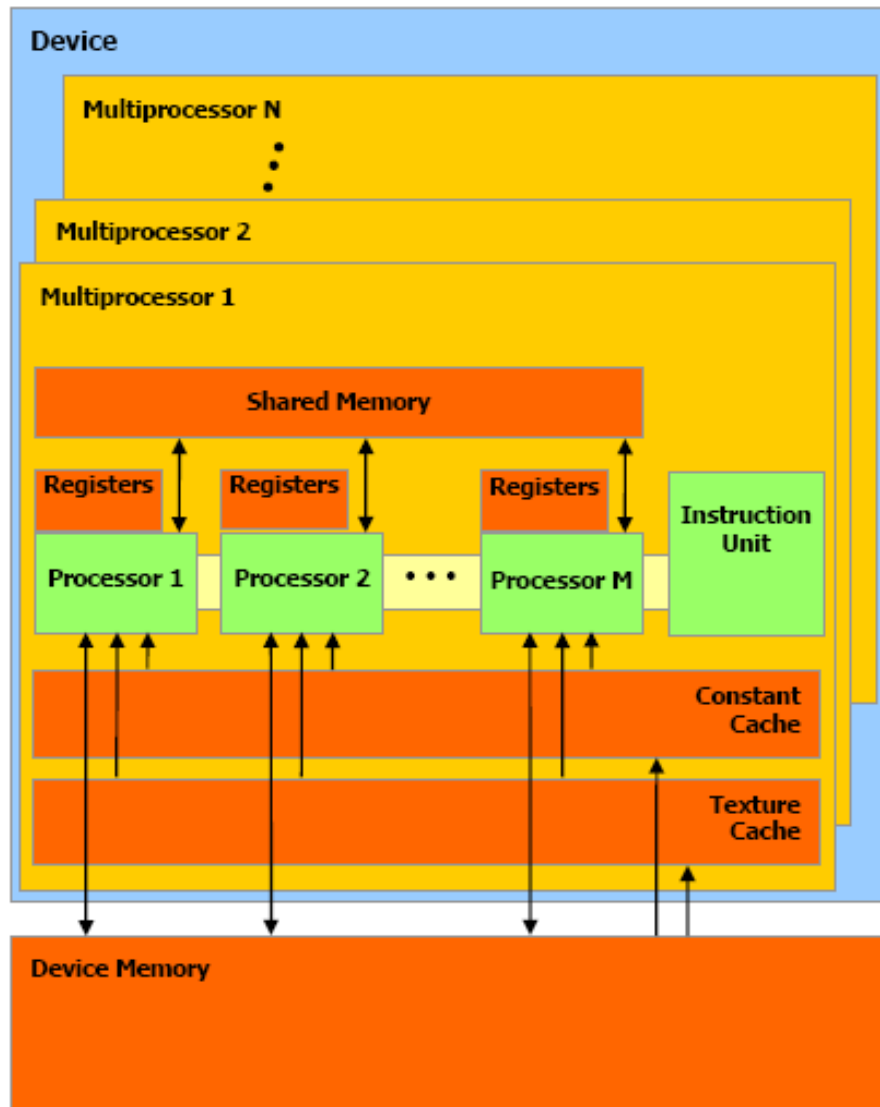 Device
Multiprocessor N
Multiprocessor 2
Multiprocessor 1
Shared Memory
Registers
Registers
Registers
Instruction
Unit
Processor 1
Processor 2
Processor M
Constant
Cache
Texture
Cache
Device Memory